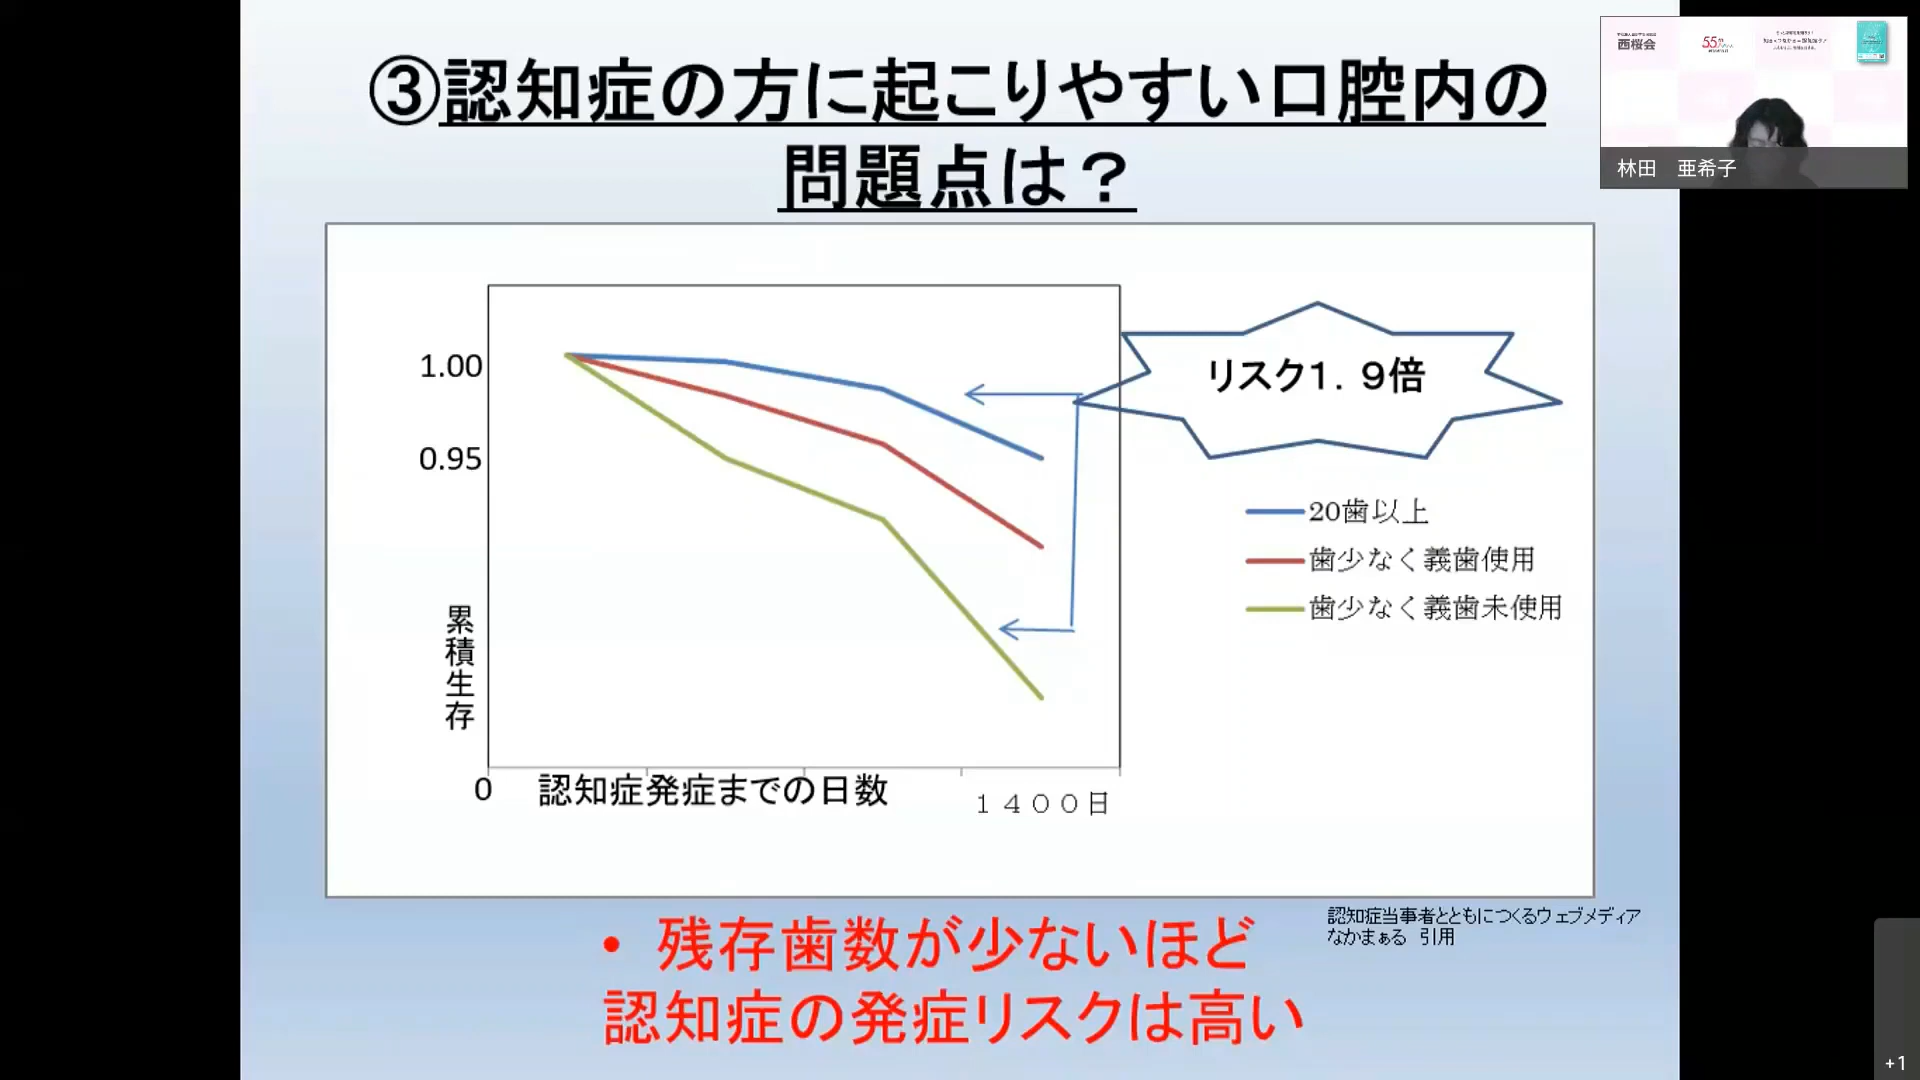 ③認知症の方に起こりやすい口腔内の
問題点は？
西桜会
55th
林田　亜希子
1.00
0.95
累積生存
0
認知症発症までの日数
１４００日
リスク1．9倍
20歯以上
歯少なく義歯使用
歯少なく義歯未使用
認知症当事者とともにつくるウェブメディア
なかまぁる　引用
• 残存歯数が少ないほど
認知症の発症リスクは高い
+1